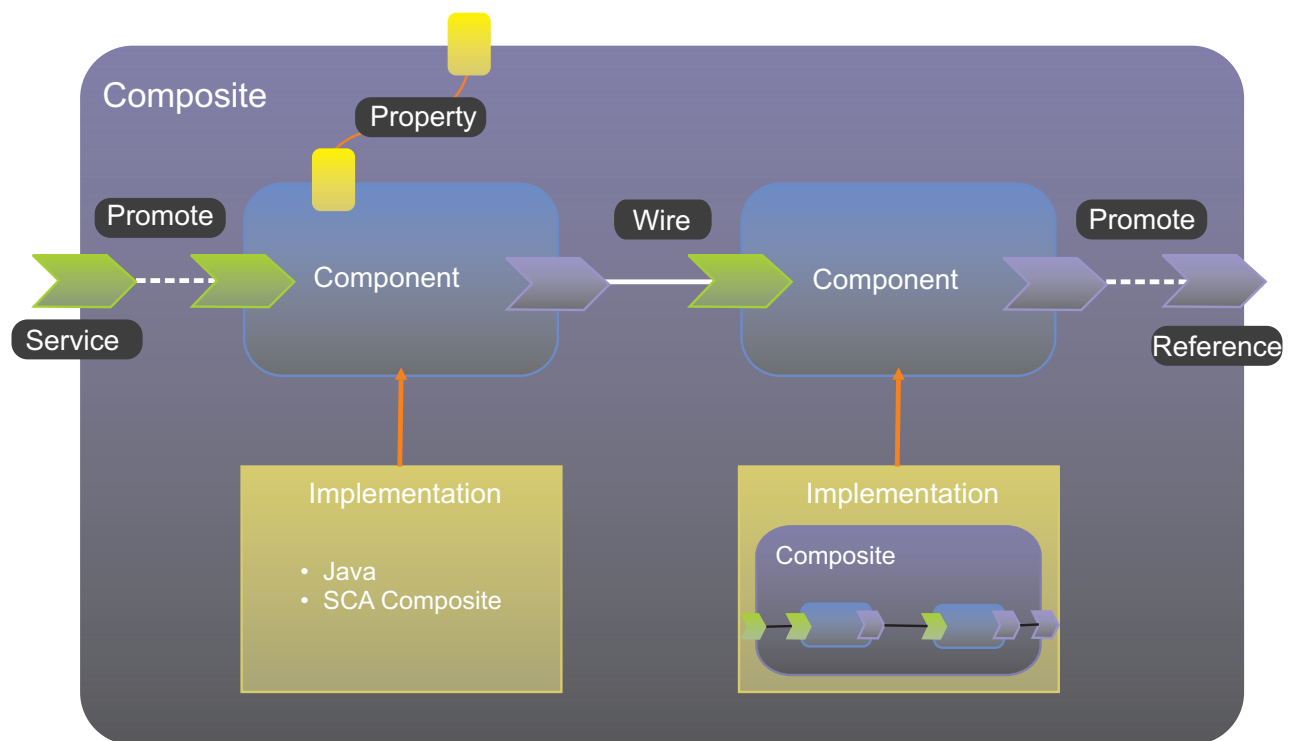 Composite
Property
Promote
Wire
Promote
Component
Component
Service
Reference
Implementation
• Java
• SCA Composite
Implementation
Composite